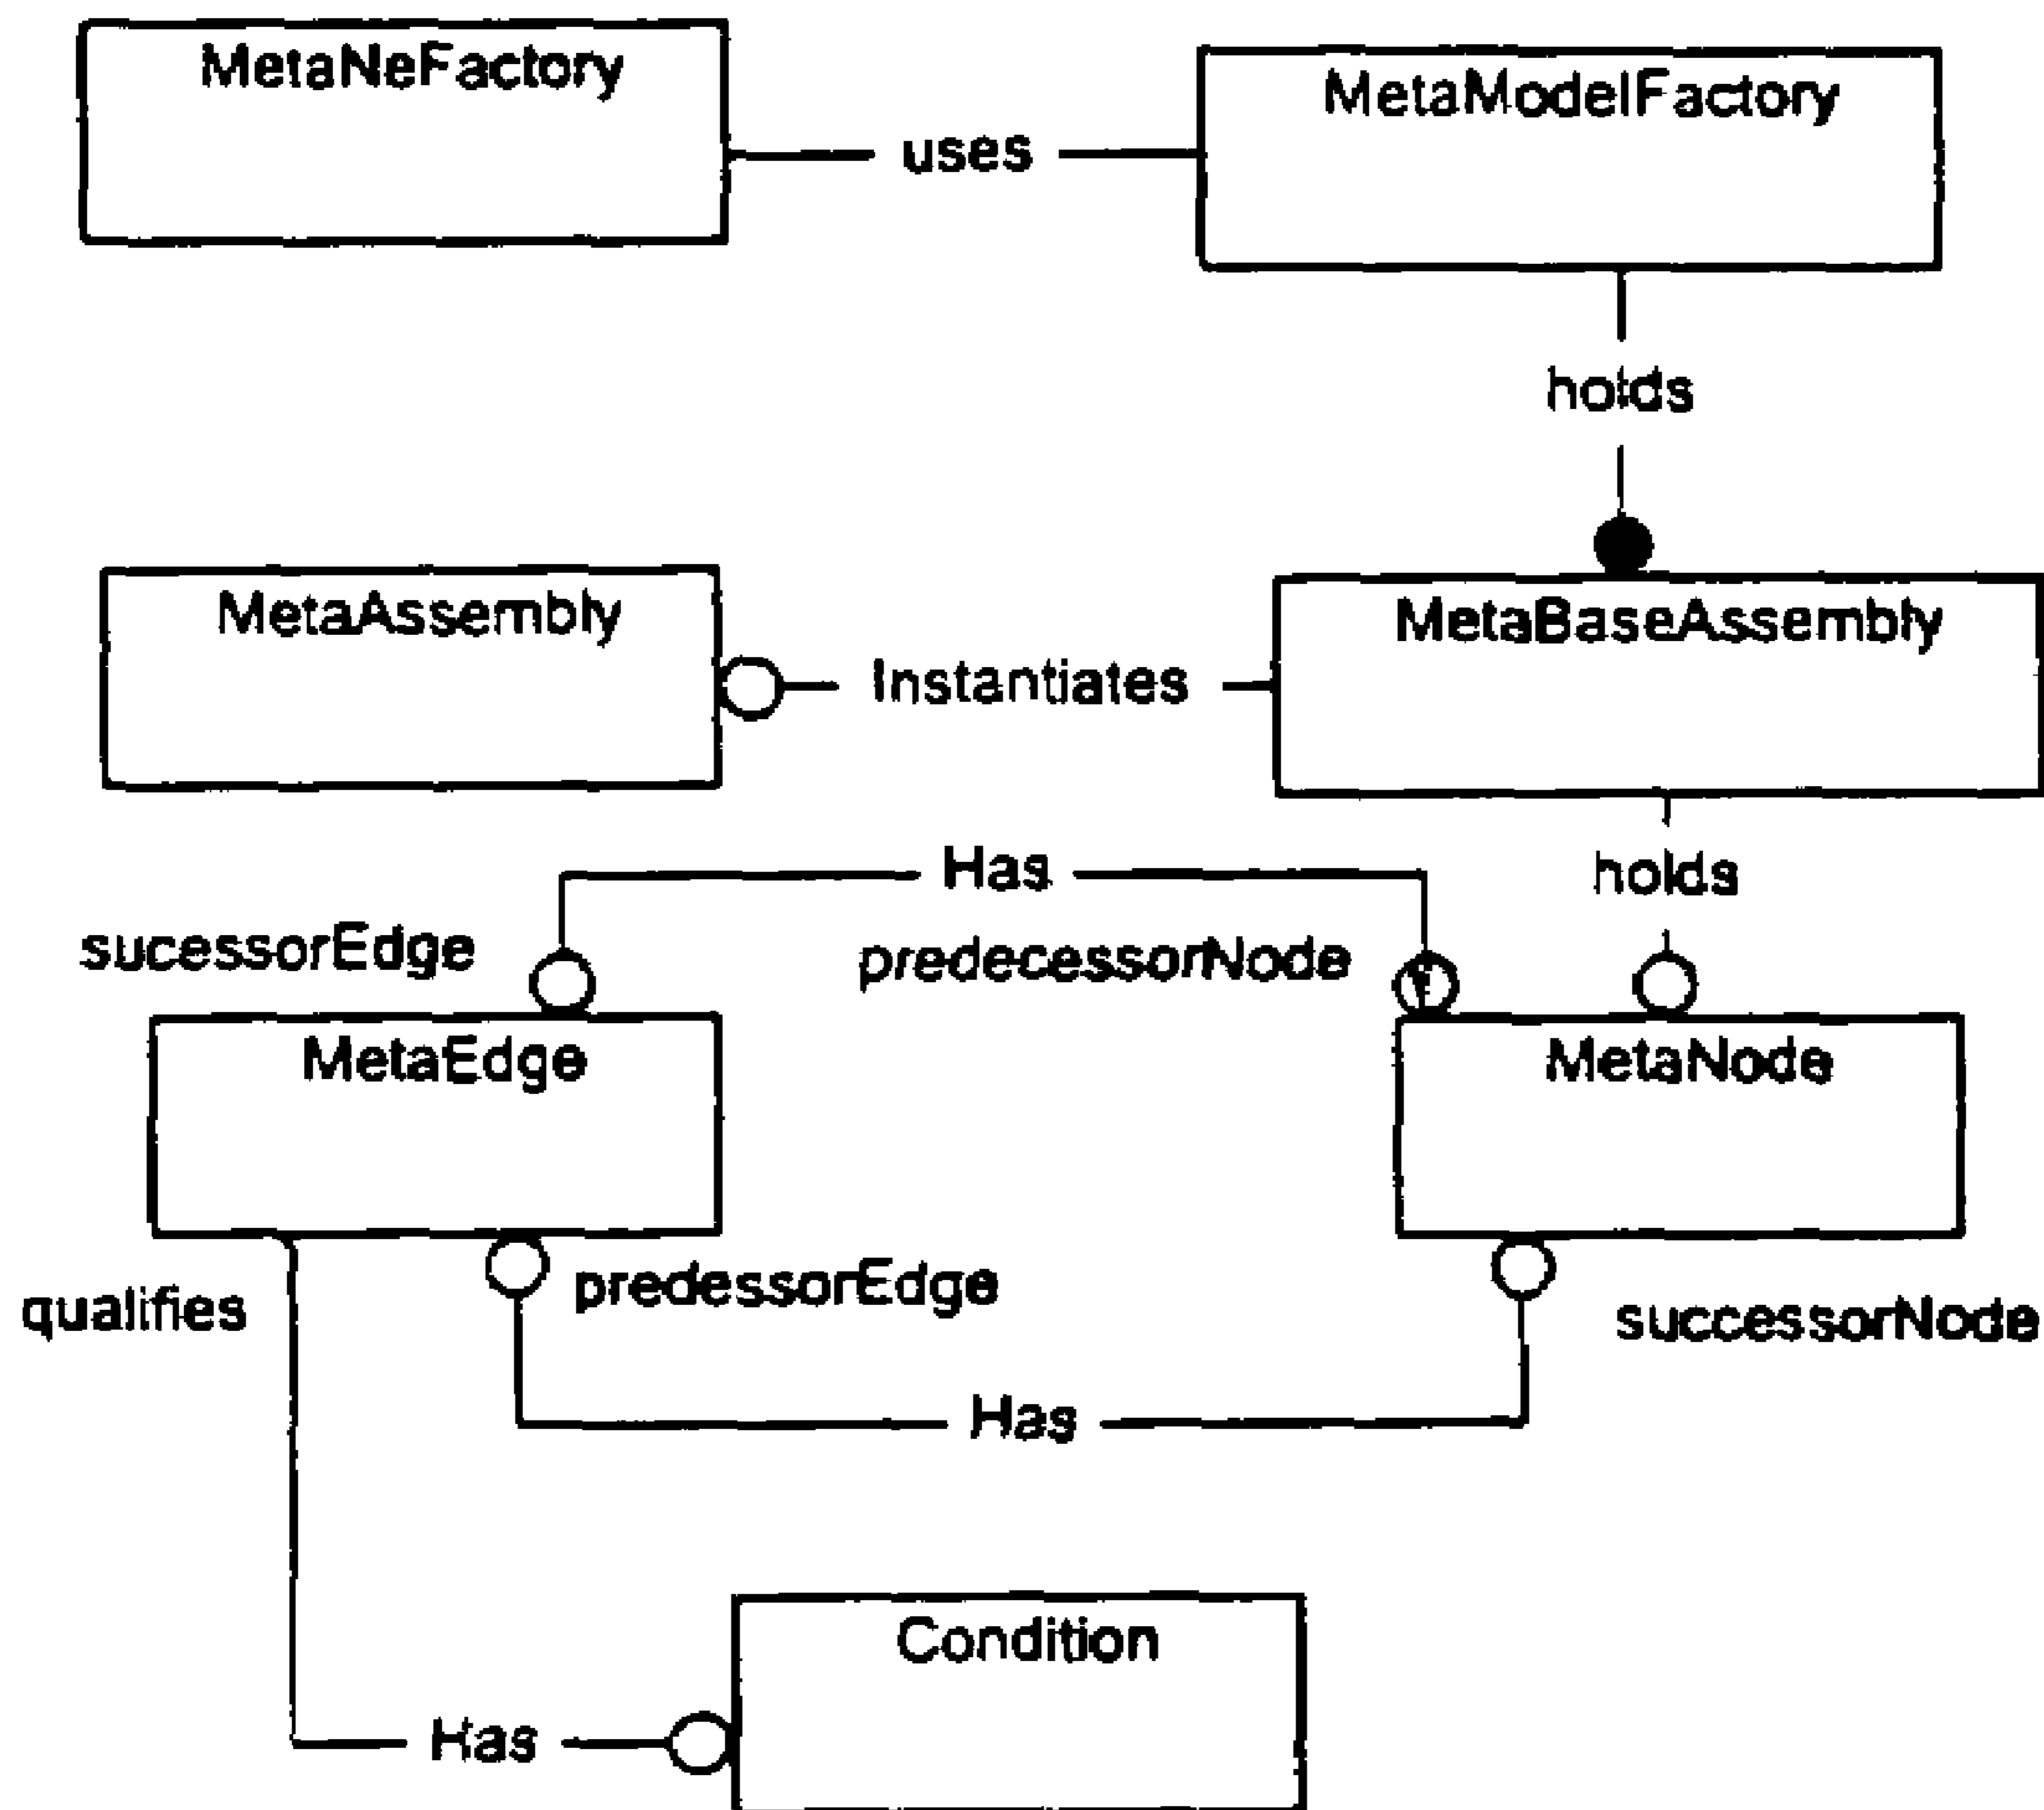 MetaNeFactory
MetaModelFactory
uses
holds
MetaAssembly
MetaBaseAssembly
Instantiates
Has
holds
sucessorEdge
predecessorNode
MetaEdge
MetaNode
predessorEdge
qualifies
successorNode
Has
Condition
Has